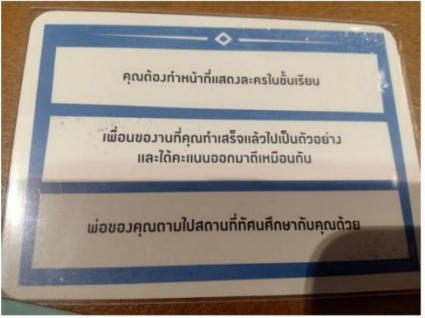 คุณต้องทำหน้าที่แสดงละครในชั้นเรียน
เพื่อนของานที่คุณทำเสร็จแล้วไปเป็นตัวอย่าง
และได้คะแนนออกมาดีเหมือนกัน
พ่อของคุณตามไปสถานที่ทัศนศึกษากับคุณด้วย